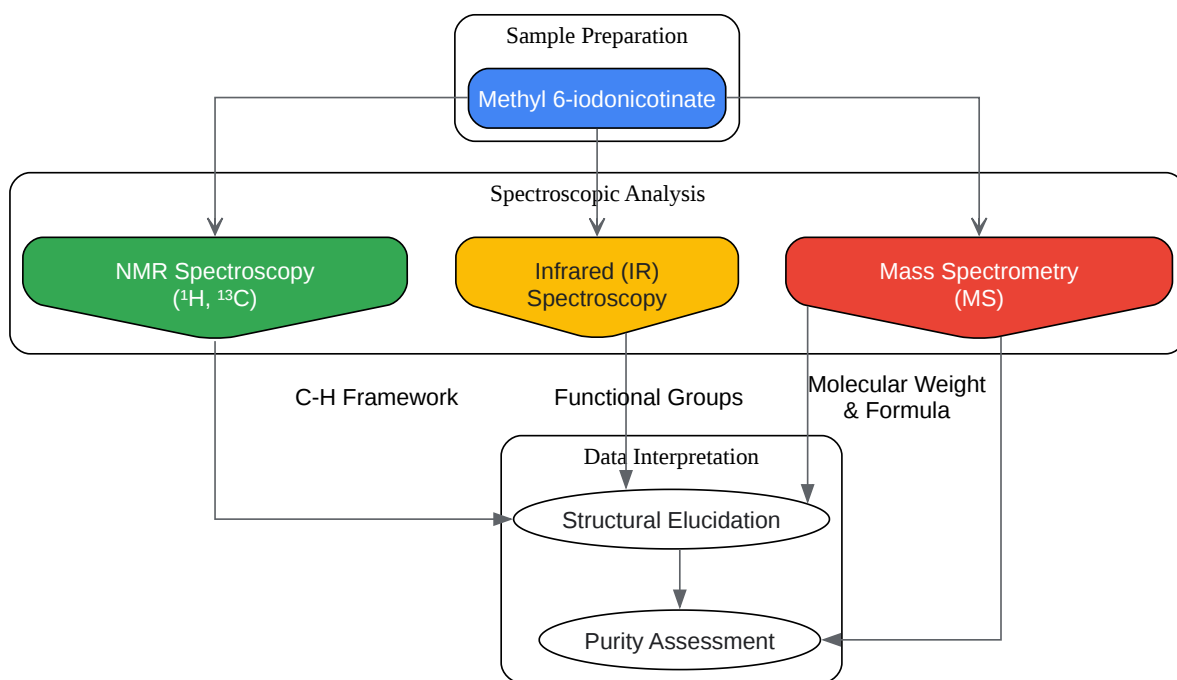 Sample Preparation
Methyl 6-iodonicotinate
Spectroscopic Analysis
NMR Spectroscopy
(¹H, ¹³C)
Infrared (IR)
Spectroscopy
Mass Spectrometry
(MS)
C-H Framework
Functional Groups
Molecular Weight
& Formula
Data Interpretation
Structural Elucidation
Purity Assessment